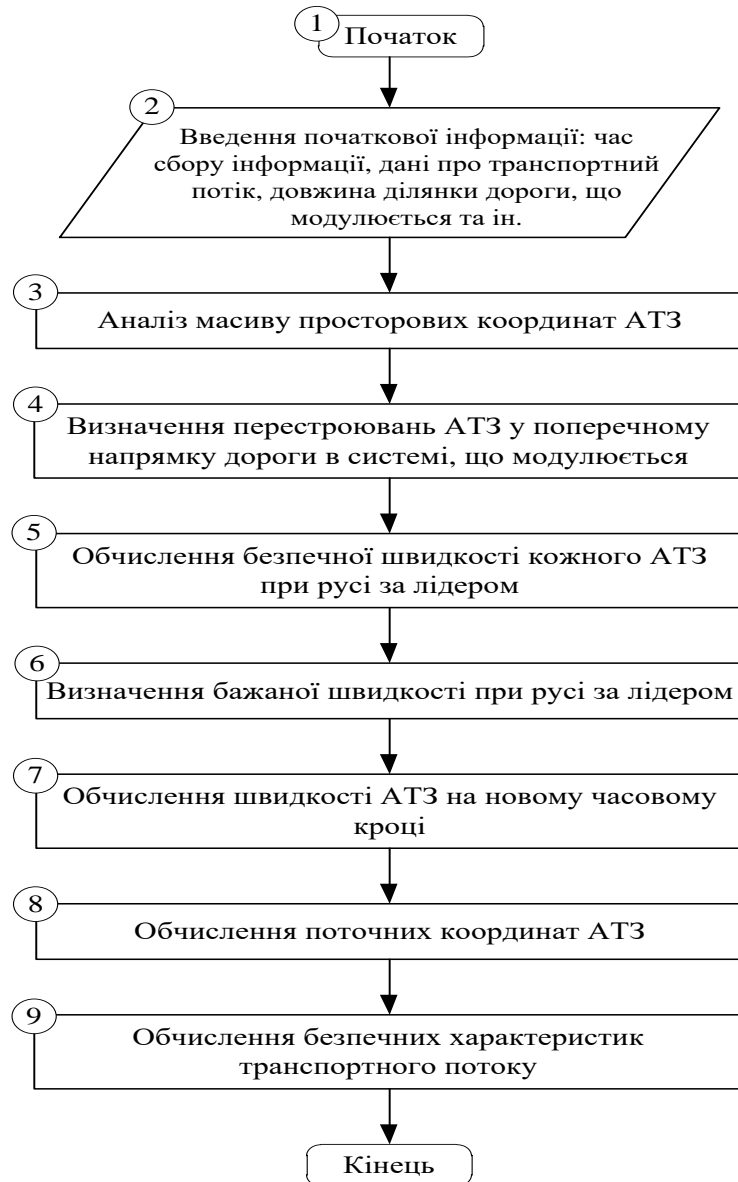 1
Початок
2
Введення початкової інформації: час
сбору інформації, дані про транспортний
потік, довжина ділянки дороги, що
модулюється та ін.
3
Аналіз масиву просторових координат АТЗ
4
Визначення перестроювань АТЗ у поперечному
напрямку дороги в системі, що модулюється
5
Обчислення безпечної швидкості кожного АТЗ
при русі за лідером
6
Визначення бажаної швидкості при русі за лідером
7
Обчислення швидкості АТЗ на новому часовому
кроці
8
Обчислення поточних координат АТЗ
9
Обчислення безпечних характеристик
транспортного потоку
Кінець